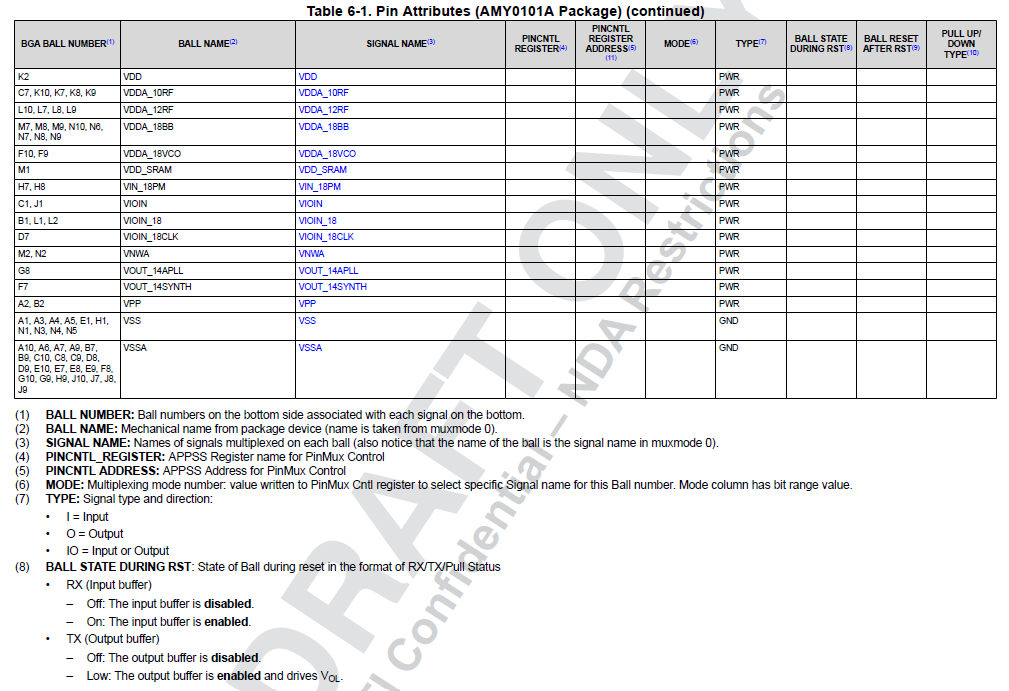 Table 6-1. Pin Attributes (AMY0101A Package) (continued)
BGA BALL NUMBER(1) BALL NAME(2) SIGNAL NAME(3) PINCNTL REGISTER(4) PINCNTL REGISTER ADDRESS(5)(11) MODE(6) TYPE(7) BALL STATE DURING RST(8) BALL RESET AFTER RST(9) PULL UP/DOWN TYPE(10)
K2 VDD VDD PWR
C7, K10, K7, K8, K9 VDDA_10RF VDDA_10RF PWR
L10, L7, L8, L9 VDDA_12RF VDDA_12RF PWR
M7, M8, M9, N10, N6, VDDA_18BB VDDA_18BB PWR
N7, N8, N9
F10, F9 VDDA_18VCO VDDA_18VCO PWR
M1 VDD_SRAM VDD_SRAM PWR
H7, H8 VIN_18PM VIN_18PM PWR
C1, J1 VIOIN VIOIN PWR
B1, L1, L2 VIOIN_18 VIOIN_18 PWR
D7 VIOIN_18CLK VIOIN_18CLK PWR
M2, N2 VNWA VNWA PWR
G8 VOUT_14APLL VOUT_14APLL PWR
F7 VOUT_14SYNTH VOUT_14SYNTH PWR
A2, B2 VPP VPP PWR
A1, A3, A4, A5, E1, H1, VSS VSS GND
N1, N3, N4, N5
A10, A6, A7, A9, B7, VSSA VSSA GND
B9, C10, C8, C9, D8,
D9, E10, E7, E8, E9, F8,
G10, G9, H9, J10, J7, J8,
J9
(1) BALL NUMBER: Ball numbers on the bottom side associated with each signal on the bottom.
(2) BALL NAME: Mechanical name from package device (name is taken from muxmode 0).
(3) SIGNAL NAME: Names of signals multiplexed on each ball (also notice that the name of the ball is the signal name in muxmode 0).
(4) PINCNTL_REGISTER: APPSS Register name for PinMux Control
(5) PINCNTL ADDRESS: APPSS Address for PinMux Control
(6) MODE: Multiplexing mode number: value written to PinMux Cntl register to select specific Signal name for this Ball number. Mode column has bit range value.
(7) TYPE: Signal type and direction:
• I = Input
• O = Output
• IO = Input or Output
(8) BALL STATE DURING RST: State of Ball during reset in the format of RX/TX/Pull Status
• RX (Input buffer)
– Off: The input buffer is disabled.
– On: The input buffer is enabled.
• TX (Output buffer)
– Off: The output buffer is disabled.
– Low: The output buffer is enabled and drives VOL.
DRAFT ONLY
TI Confidential – NDA Restrictions